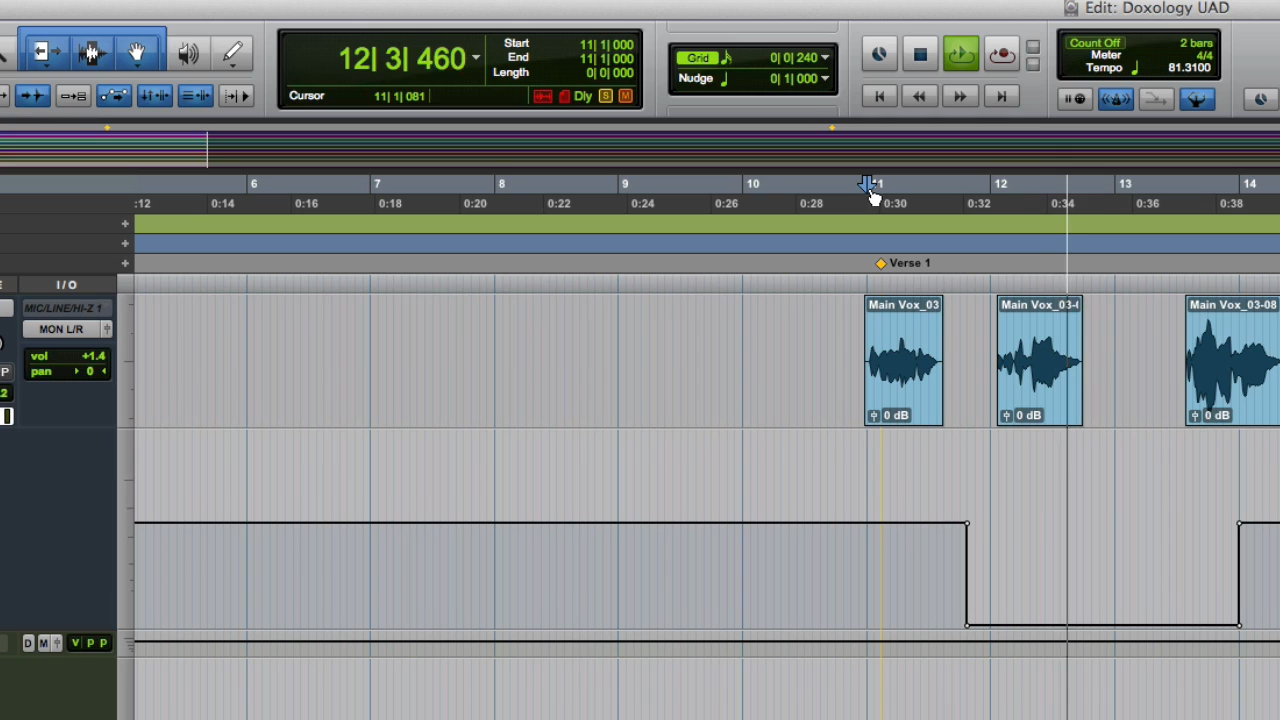 Edit: Doxology UAD
12| 3| 460
Start 11| 1| 000
End 11| 1| 000
Length 0| 0| 000
Cursor 11| 1| 081
Dly S M
Grid 0| 0| 240
Nudge 0| 1| 000
Count Off 2 bars
Meter 4/4
Tempo 81.3100
6 7 8 9 10 11 12 13 14
:12 0:14 0:16 0:18 0:20 0:22 0:24 0:26 0:28 0:30 0:32 0:34 0:36 0:38
+
+
+ Verse 1
E I/O
MIC/LINE/HI-Z 1
Main Vox_03 Main Vox_03-( Main Vox_03-08
MON L/R
vol +1.4
P pan 0
2
0 dB 0 dB 0 dB
D M V P P